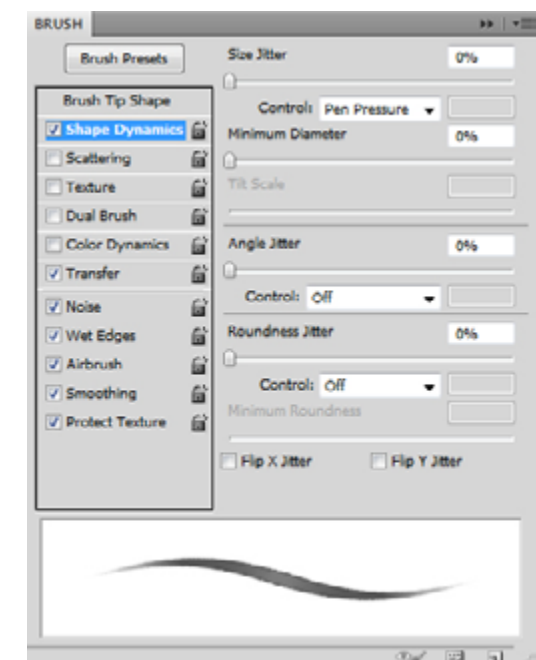 BRUSH
Brush Presets
Brush Tip Shape
Shape Dynamics
Scattering
Texture
Dual Brush
Color Dynamics
Transfer
Noise
Wet Edges
Airbrush
Smoothing
Protect Texture
Size Jitter 0%
Control: Pen Pressure
Minimum Diameter 0%
Tilt Scale
Angle Jitter 0%
Control: Off
Roundness Jitter 0%
Control: Off
Minimum Roundness
Flip X Jitter Flip Y Jitter